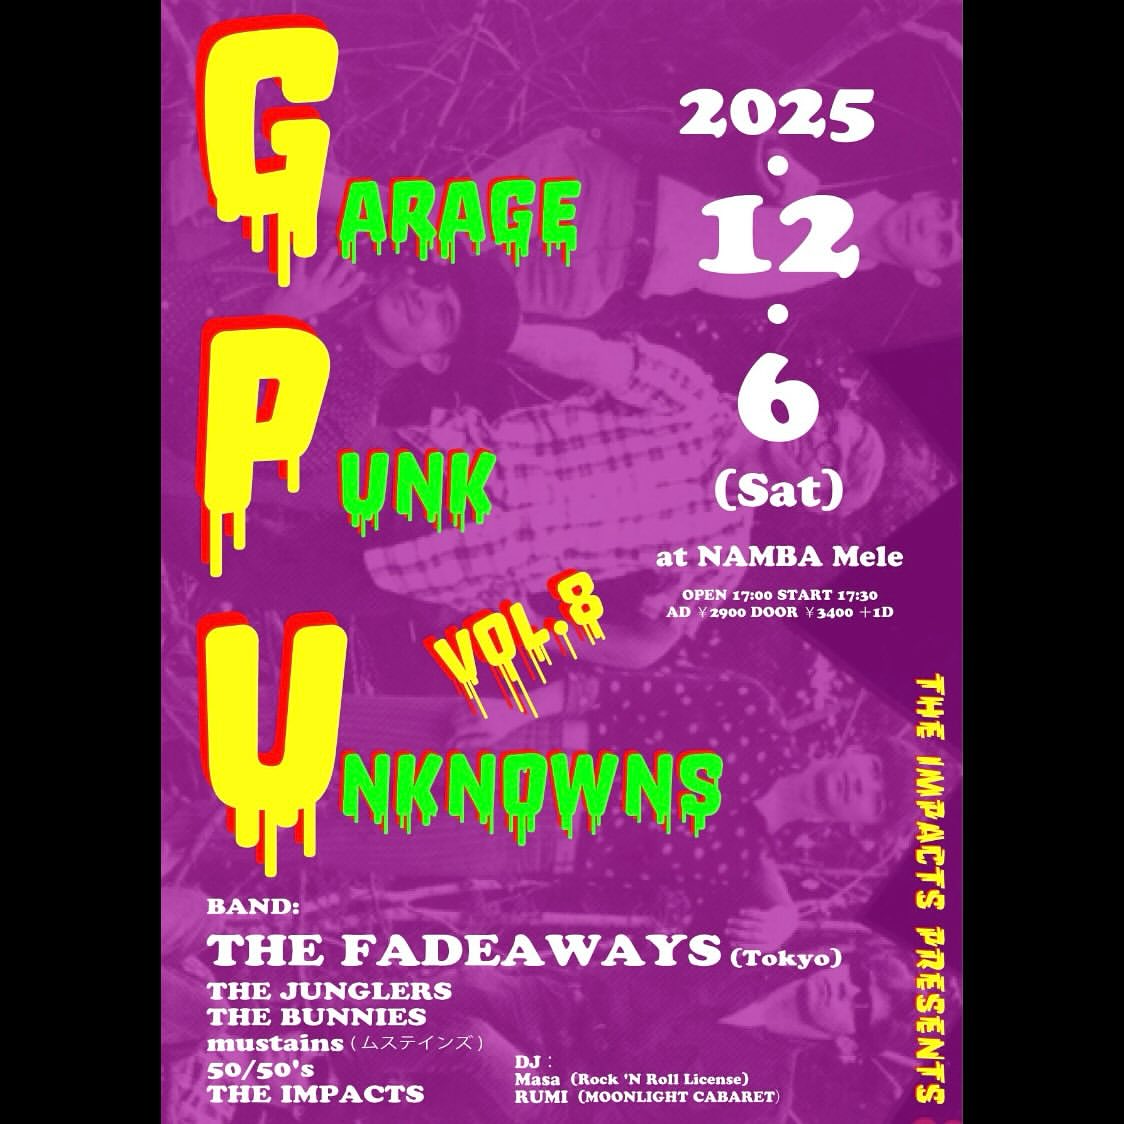 GARAGE
PUNK
VOL.8
UNKNOWNS
2025
・
12
・
6
(Sat)
at NAMBA Mele
OPEN 17:00 START 17:30
AD ￥2900 DOOR ￥3400 +1D
THE IMPACTS PRESENTS
BAND:
THE FADEAWAYS (Tokyo)
THE JUNGLERS
THE BUNNIES
mustains (ムステインズ)
50/50's
THE IMPACTS
DJ：
Masa (Rock 'N Roll License)
RUMI (MOONLIGHT CABARET)